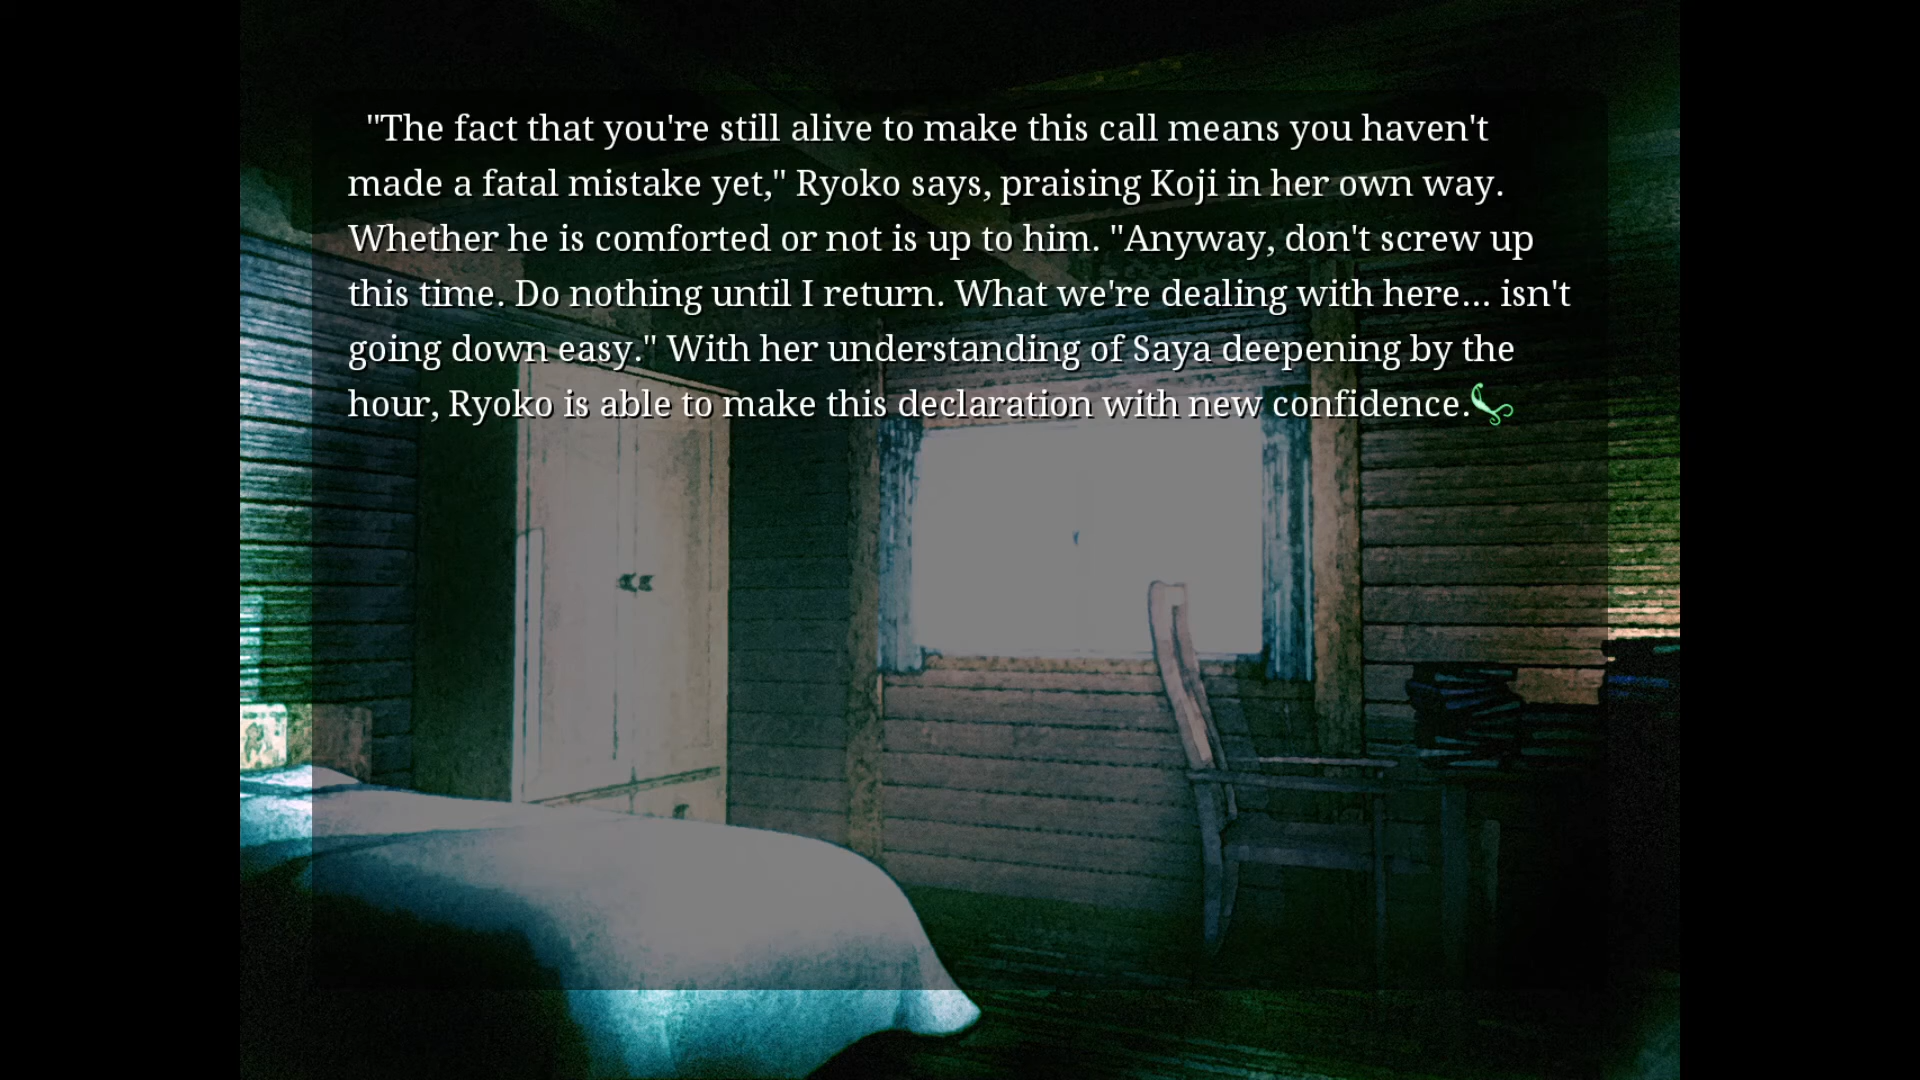 "The fact that you're still alive to make this call means you haven't
made a fatal mistake yet," Ryoko says, praising Koji in her own way.
Whether he is comforted or not is up to him. "Anyway, don't screw up
this time. Do nothing until I return. What we're dealing with here... isn't
going down easy." With her understanding of Saya deepening by the
hour, Ryoko is able to make this declaration with new confidence.